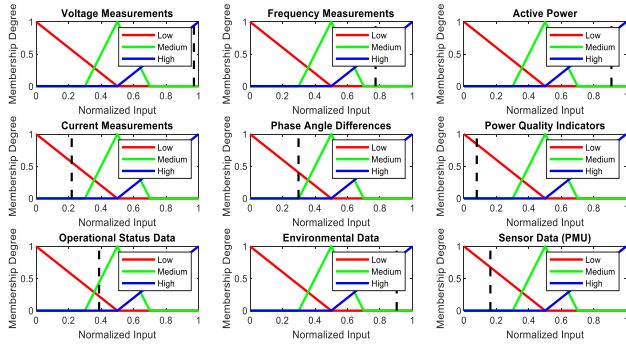 Voltage Measurements
Membership Degree
1
0.5
0
Low
Medium
High
0 0.2 0.4 0.6 0.8 1
Normalized Input
Frequency Measurements
Membership Degree
1
0.5
0
Low
Medium
High
0 0.2 0.4 0.6 0.8 1
Normalized Input
Active Power
Membership Degree
1
0.5
0
Low
Medium
High
0 0.2 0.4 0.6 0.8 1
Normalized Input
Current Measurements
Membership Degree
1
0.5
0
Low
Medium
High
0 0.2 0.4 0.6 0.8 1
Normalized Input
Phase Angle Differences
Membership Degree
1
0.5
0
Low
Medium
High
0 0.2 0.4 0.6 0.8 1
Normalized Input
Power Quality Indicators
Membership Degree
1
0.5
0
Low
Medium
High
0 0.2 0.4 0.6 0.8 1
Normalized Input
Operational Status Data
Membership Degree
1
0.5
0
Low
Medium
High
0 0.2 0.4 0.6 0.8 1
Normalized Input
Environmental Data
Membership Degree
1
0.5
0
Low
Medium
High
0 0.2 0.4 0.6 0.8 1
Normalized Input
Sensor Data (PMU)
Membership Degree
1
0.5
0
Low
Medium
High
0 0.2 0.4 0.6 0.8 1
Normalized Input